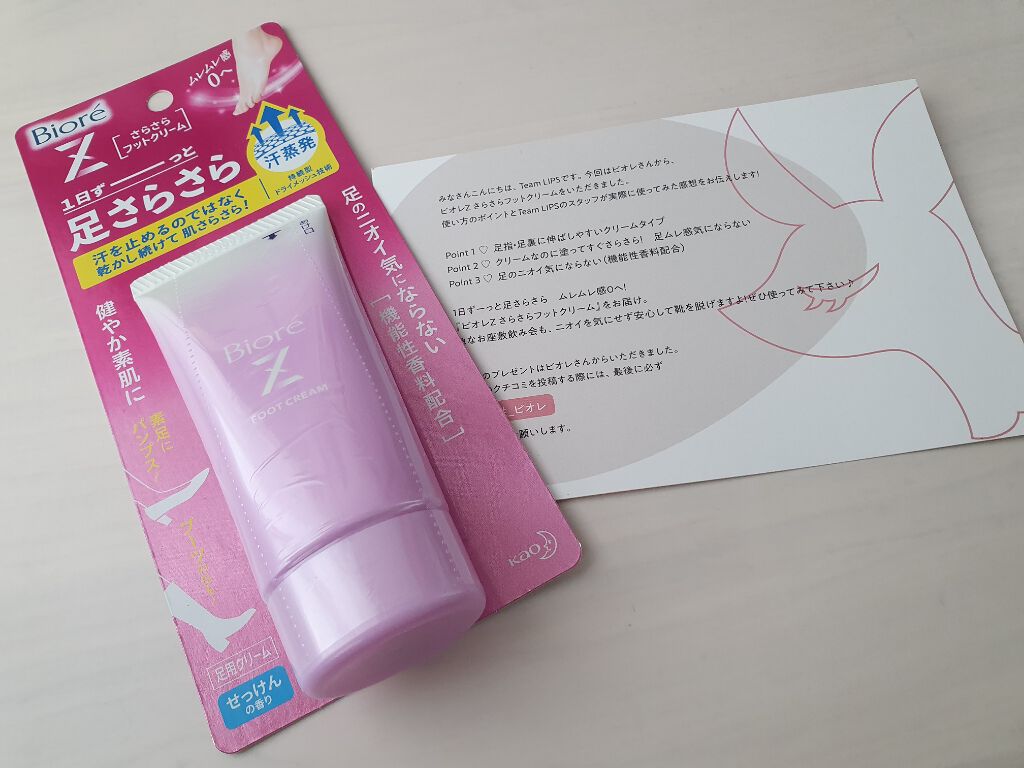 ムレムレ感
0へ
Bioré
Z
さらさら
フットクリーム
1日ず――っと
足さらさら
汗を止めるのではなく
乾かし続けて 肌さらさら!
汗蒸発
持続型
ドライメッシュ技術
足のニオイ気にならない
[機能性香料配合]
健やか素肌に
素足に
パンプス!
切り口
Bioré
Z
FOOT CREAM
足用クリーム
せっけん
の香り
Kao
みなさんこんにちは、Team LIPSです。今回はビオレさんから、
ビオレZ さらさらフットクリームをいただきました。
使い方のポイントとTeam LIPSのスタッフが実際に使ってみた感想をお伝えします!
Point 1 ♡ 足指・足裏に伸ばしやすいクリームタイプ
Point 2 ♡ クリームなのに塗ってすぐさらさら! 足ムレ感気にならない
Point 3 ♡ 足のニオイ気にならない(機能性香料配合)
1日ずーっと足さらさら ムレムレ感0へ!
『ビオレZ さらさらフットクリーム』をお届け。
なお座敷飲み会も、ニオイを気にせず安心して靴を脱げますよ!ぜひ使ってみて下さい♪
のプレゼントはビオレさんからいただきました。
クチコミを投稿する際には、最後に必ず
_ビオレ
願いします。